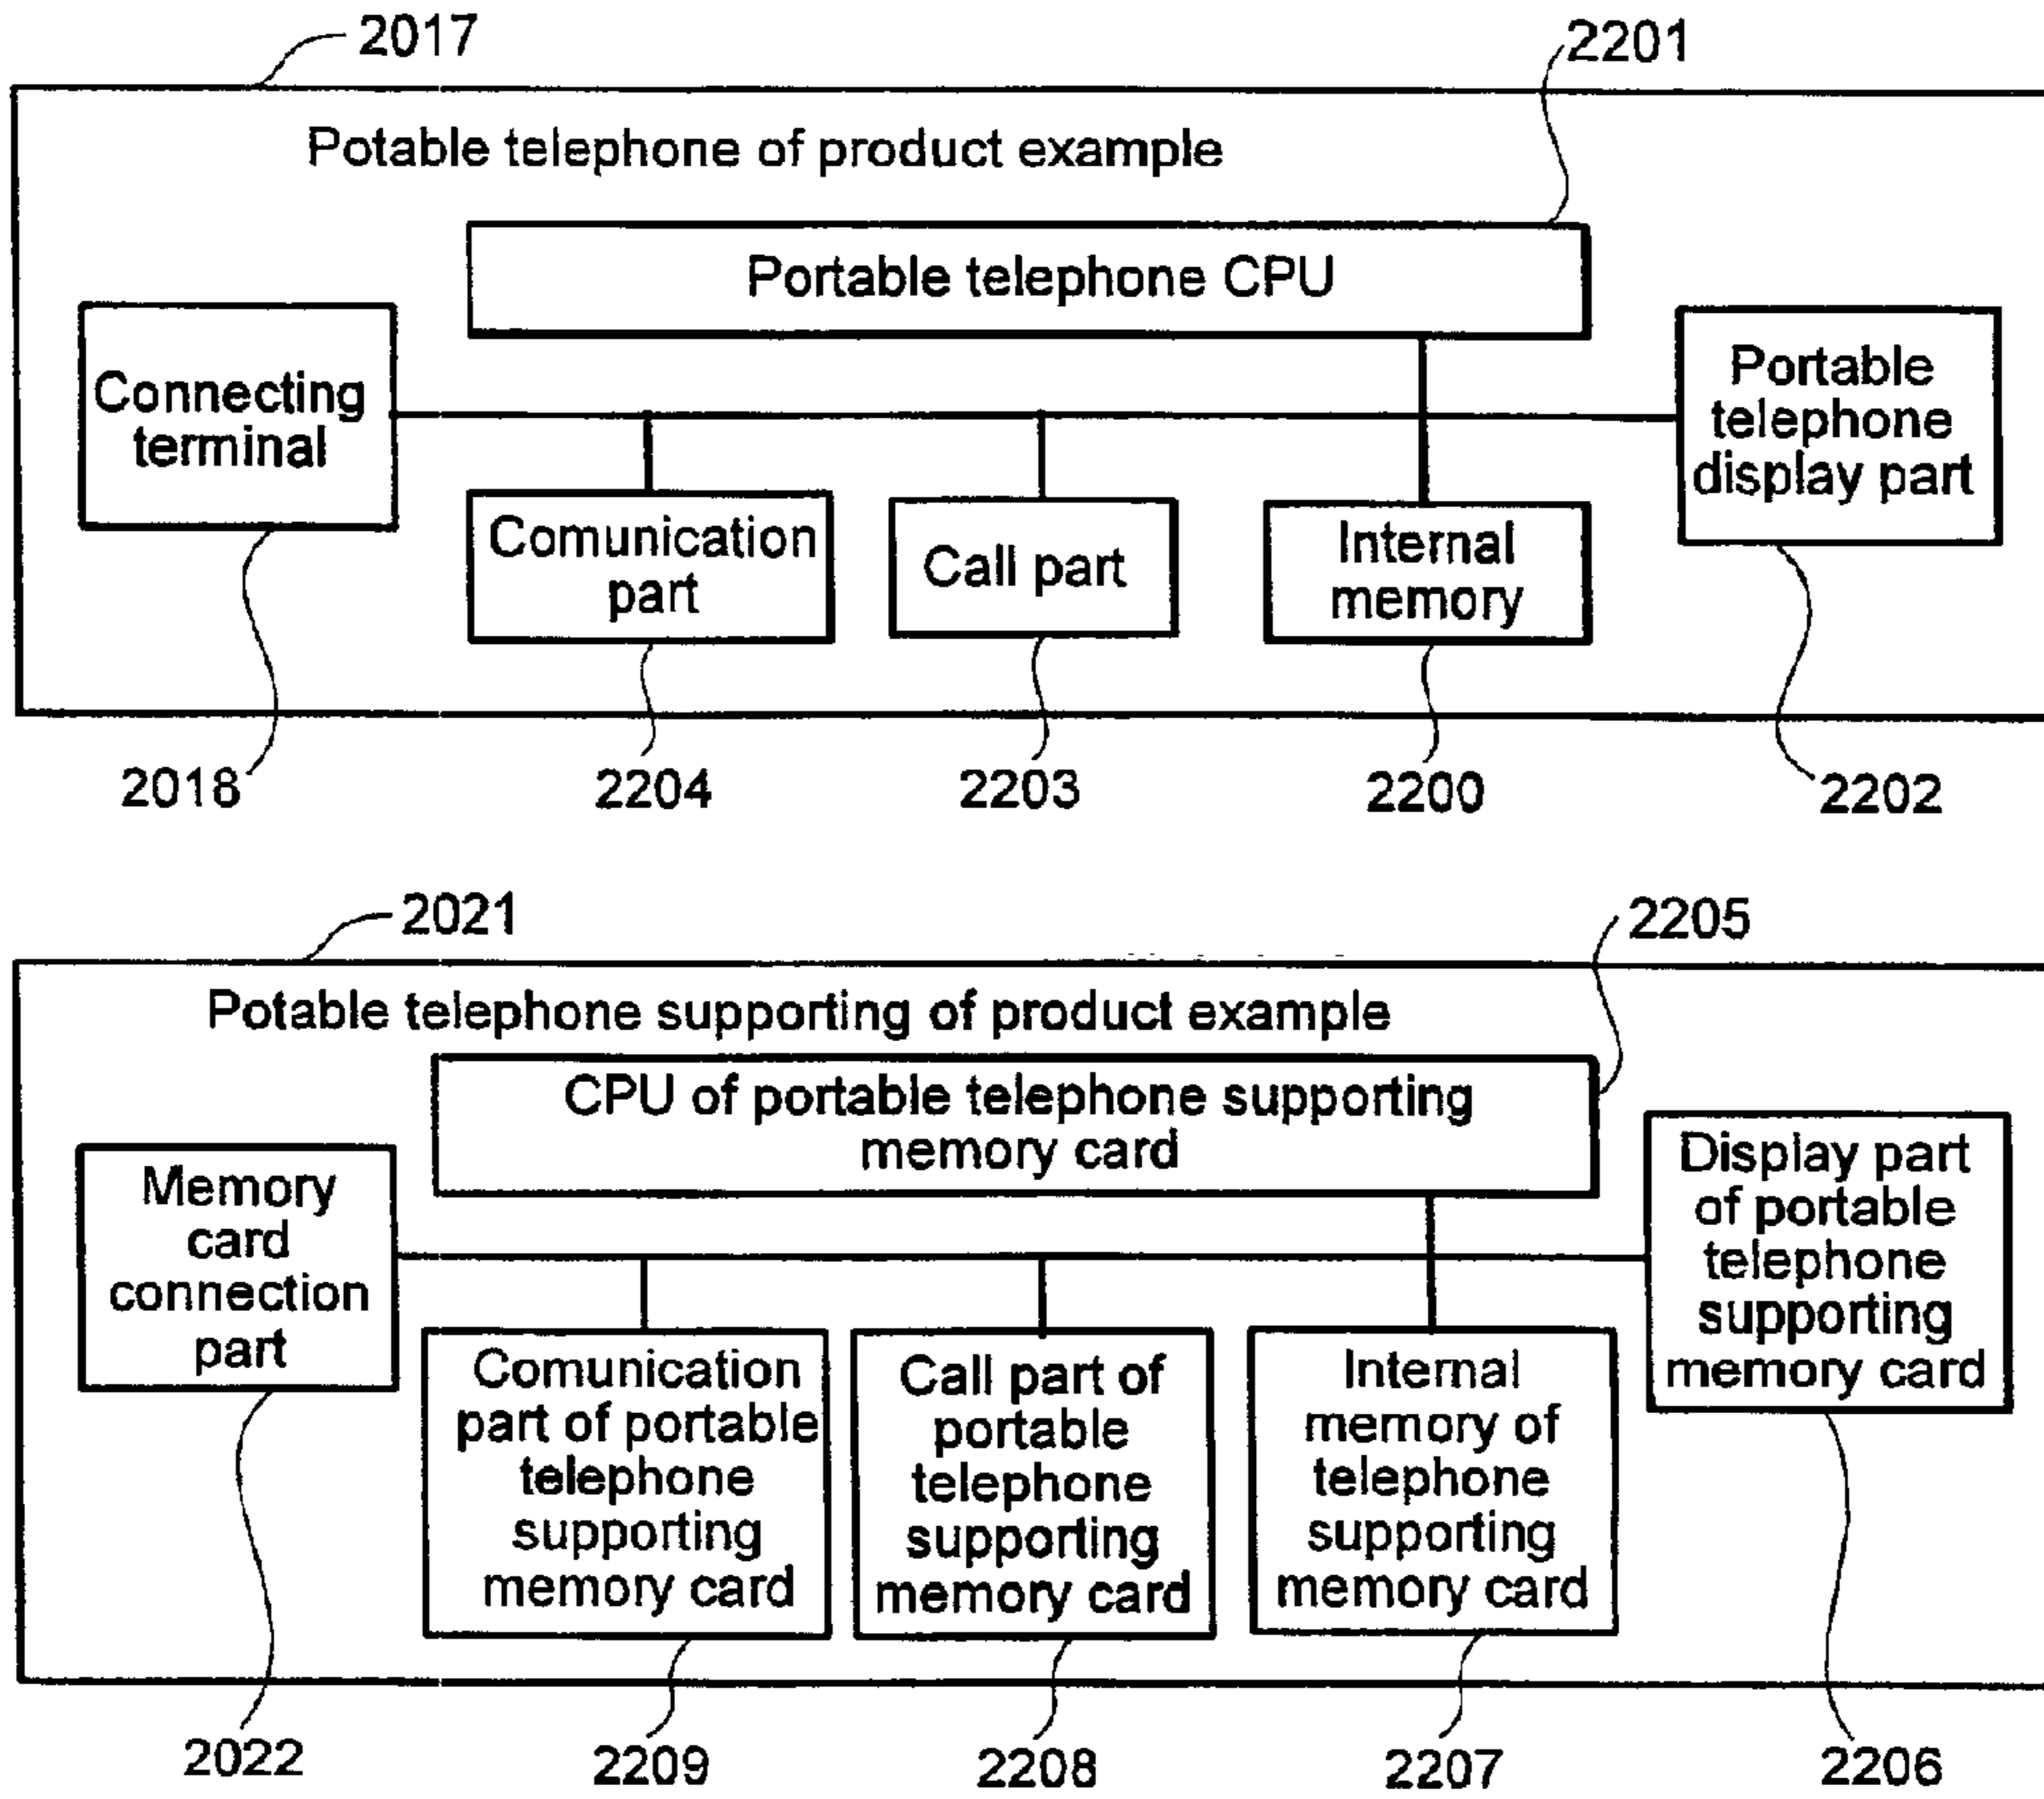 2017
2201
Potable telephone of product example
Portable telephone CPU
Connecting
terminal
Portable
telephone
display part
Comunication
part
Call part
Internal
memory
2018
2204
2203
2200
2202
2021
2205
Potable telephone supporting of product example
CPU of portable telephone supporting
memory card
Memory
card
connection
part
Display part
of portable
telephone
supporting
memory card
Comunication
part of portable
telephone
supporting
memory card
Call part of
portable
telephone
supporting
memory card
Internal
memory of
telephone
supporting
memory card
2022
2209
2208
2207
2206